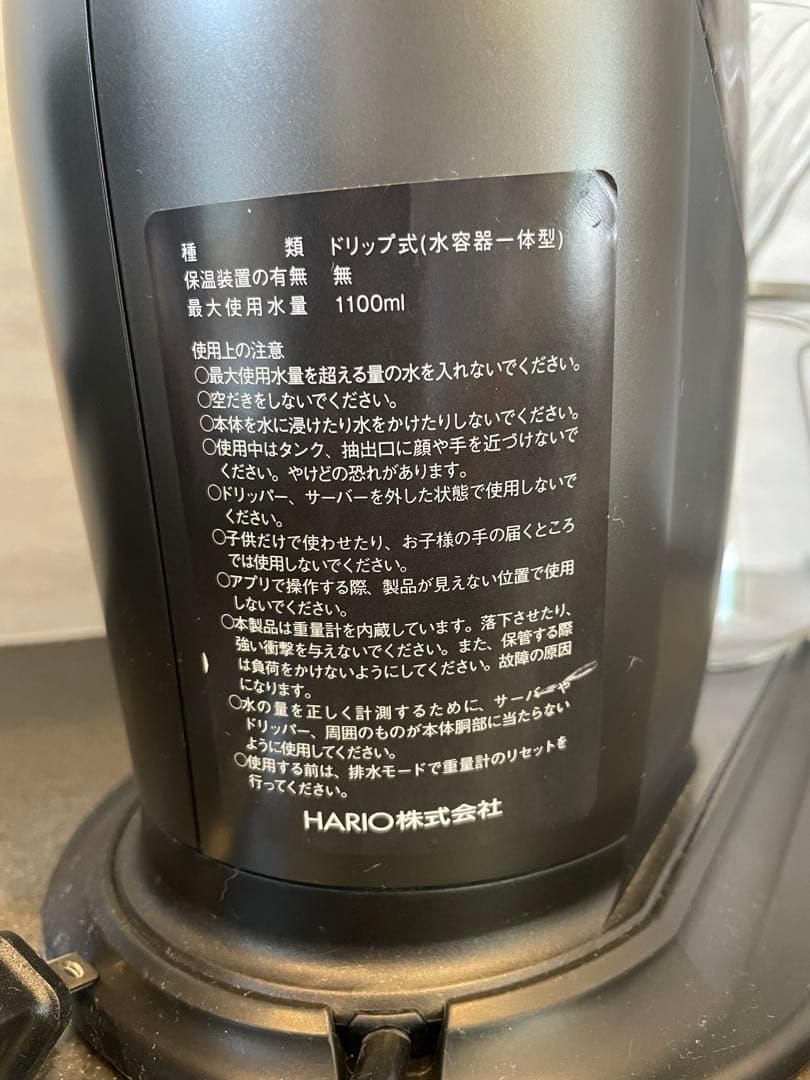 種　　　類　ドリップ式(水容器一体型)
保温装置の有無　無
最大使用水量　1100ml
使用上の注意
○最大使用水量を超える量の水を入れないでください。
○空だきをしないでください。
○本体を水に浸けたり水をかけたりしないでください。
○使用中はタンク、抽出口に顔や手を近づけないで
ください。やけどの恐れがあります。
○ドリッパー、サーバーを外した状態で使用しないで
ください。
○子供だけで使わせたり、お子様の手の届くところ
では使用しないでください。
○アプリで操作する際、製品が見えない位置で使用
しないでください。
○本製品は重量計を内蔵しています。落下させたり、
強い衝撃を与えないでください。また、保管する際
は負荷をかけないようにしてください。故障の原因
になります。
○水の量を正しく計測するために、サーバーや
ドリッパー、周囲のものが本体胴部に当たらない
ように使用してください。
○使用する前は、排水モードで重量計のリセットを
行ってください。
HARIO株式会社